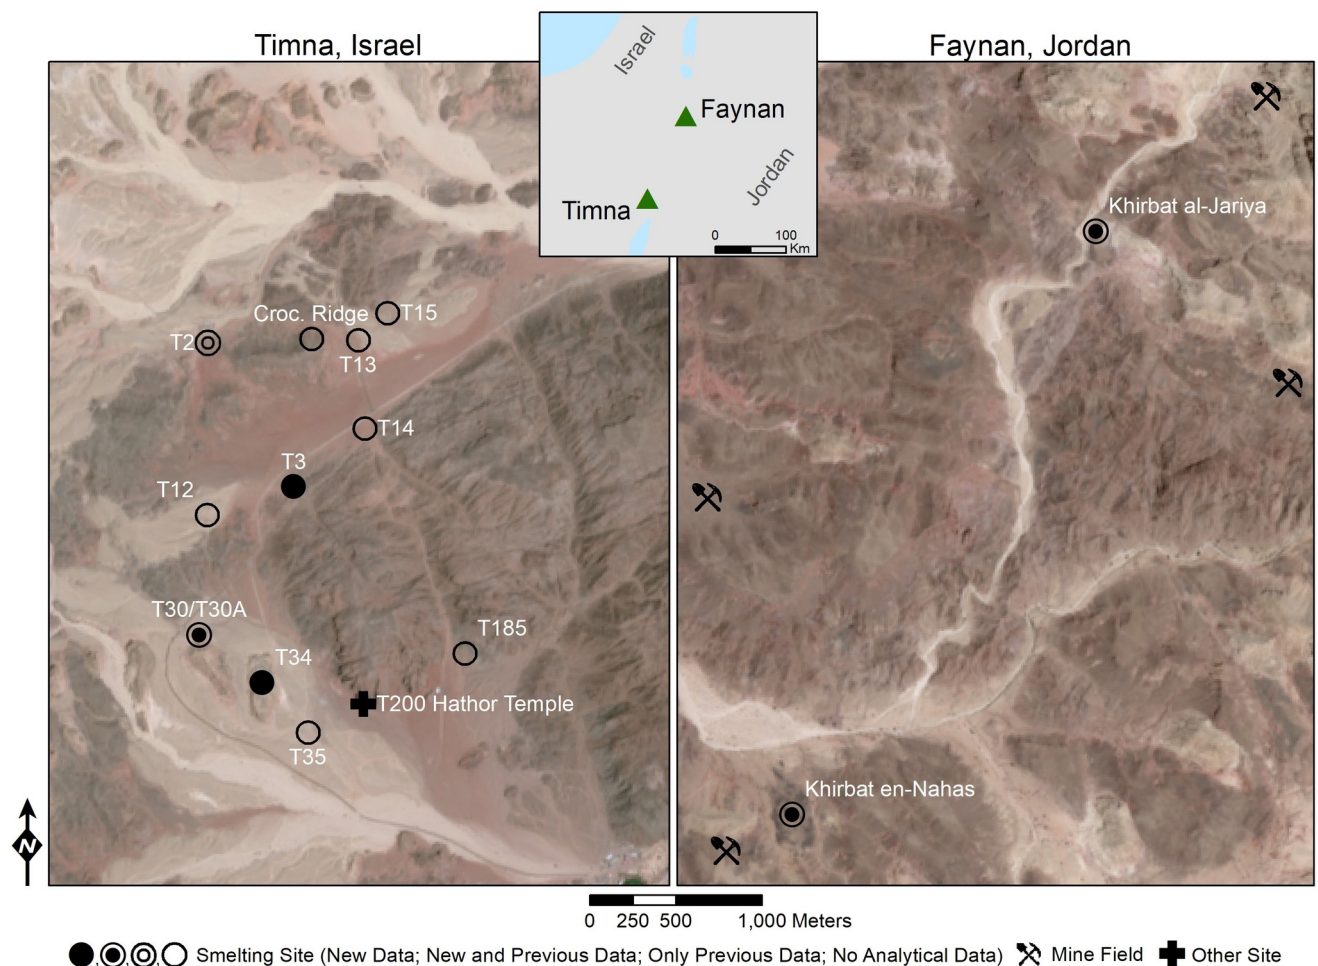 Timna, Israel
Faynan, Jordan
Israel
Faynan
Jordan
Timna
0 100
Km
Khirbat al-Jariya
Croc. Ridge
T15
T2
T13
T14
T3
T12
T30/T30A
T185
T34
T200 Hathor Temple
T35
Khirbat en-Nahas
N
0 250 500 1,000 Meters
Smelting Site (New Data; New and Previous Data; Only Previous Data; No Analytical Data) Mine Field Other Site